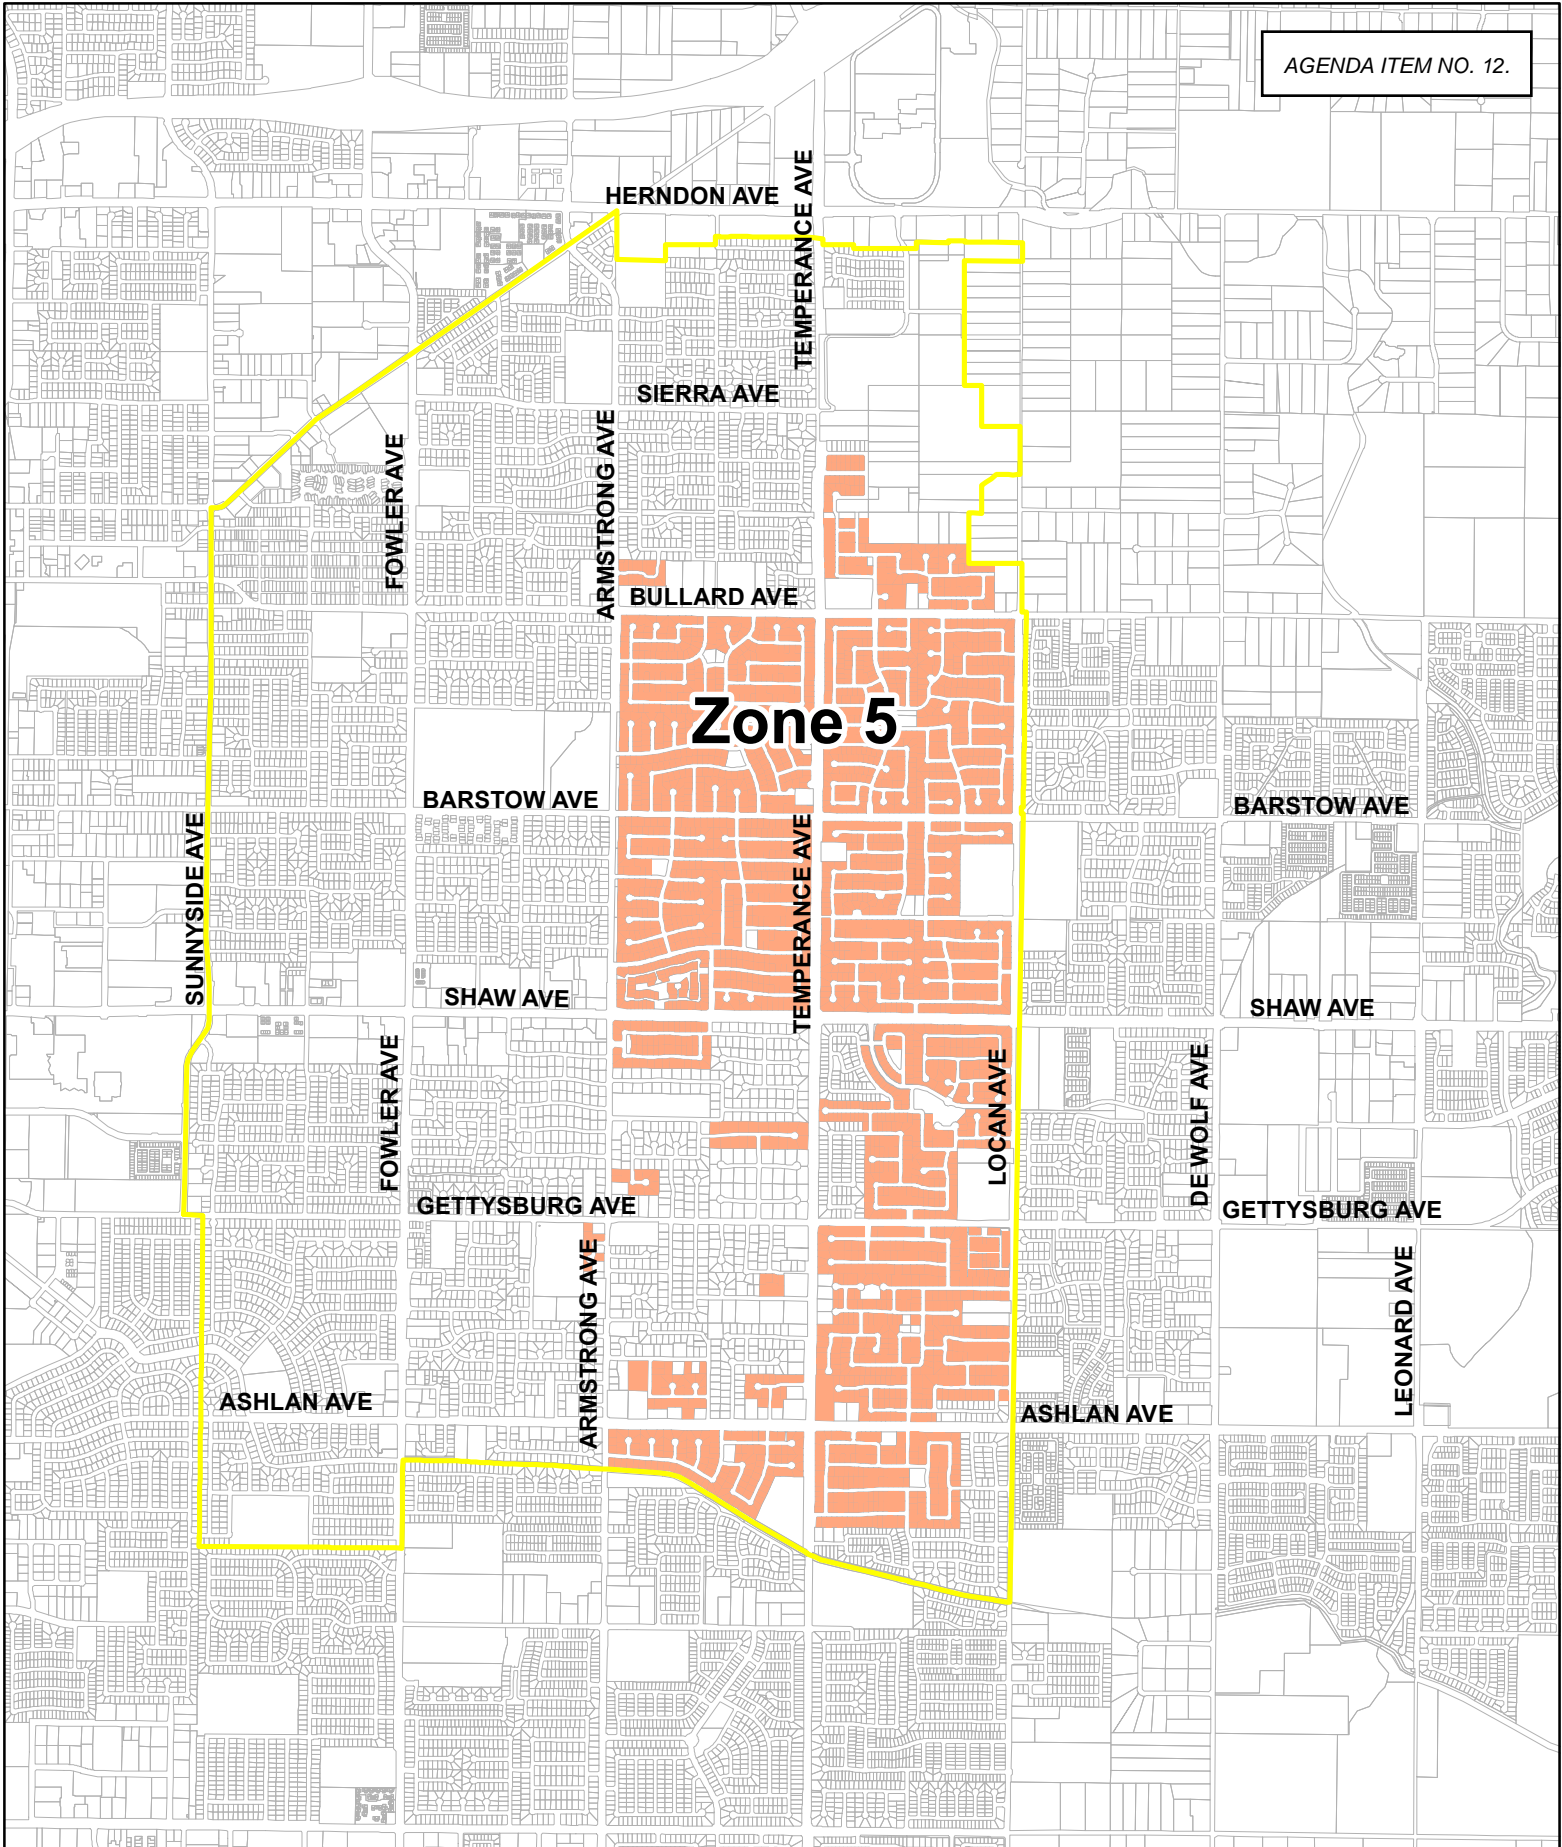 AGENDA ITEM NO. 12.
HERNDON AVE
TEMPERANCE AVE
SIERRA AVE
ARMSTRONG AVE
FOWLER AVE
BULLARD AVE
Zone 5
BARSTOW AVE
BARSTOW AVE
SUNNYSIDE AVE
TEMPERANCE AVE
SHAW AVE
SHAW AVE
FOWLER AVE
LOCAN AVE
DE WOLF AVE
GETTYSBURG AVE
GETTYSBURG AVE
ARMSTRONG AVE
LEONARD AVE
ASHLAN AVE
ASHLAN AVE